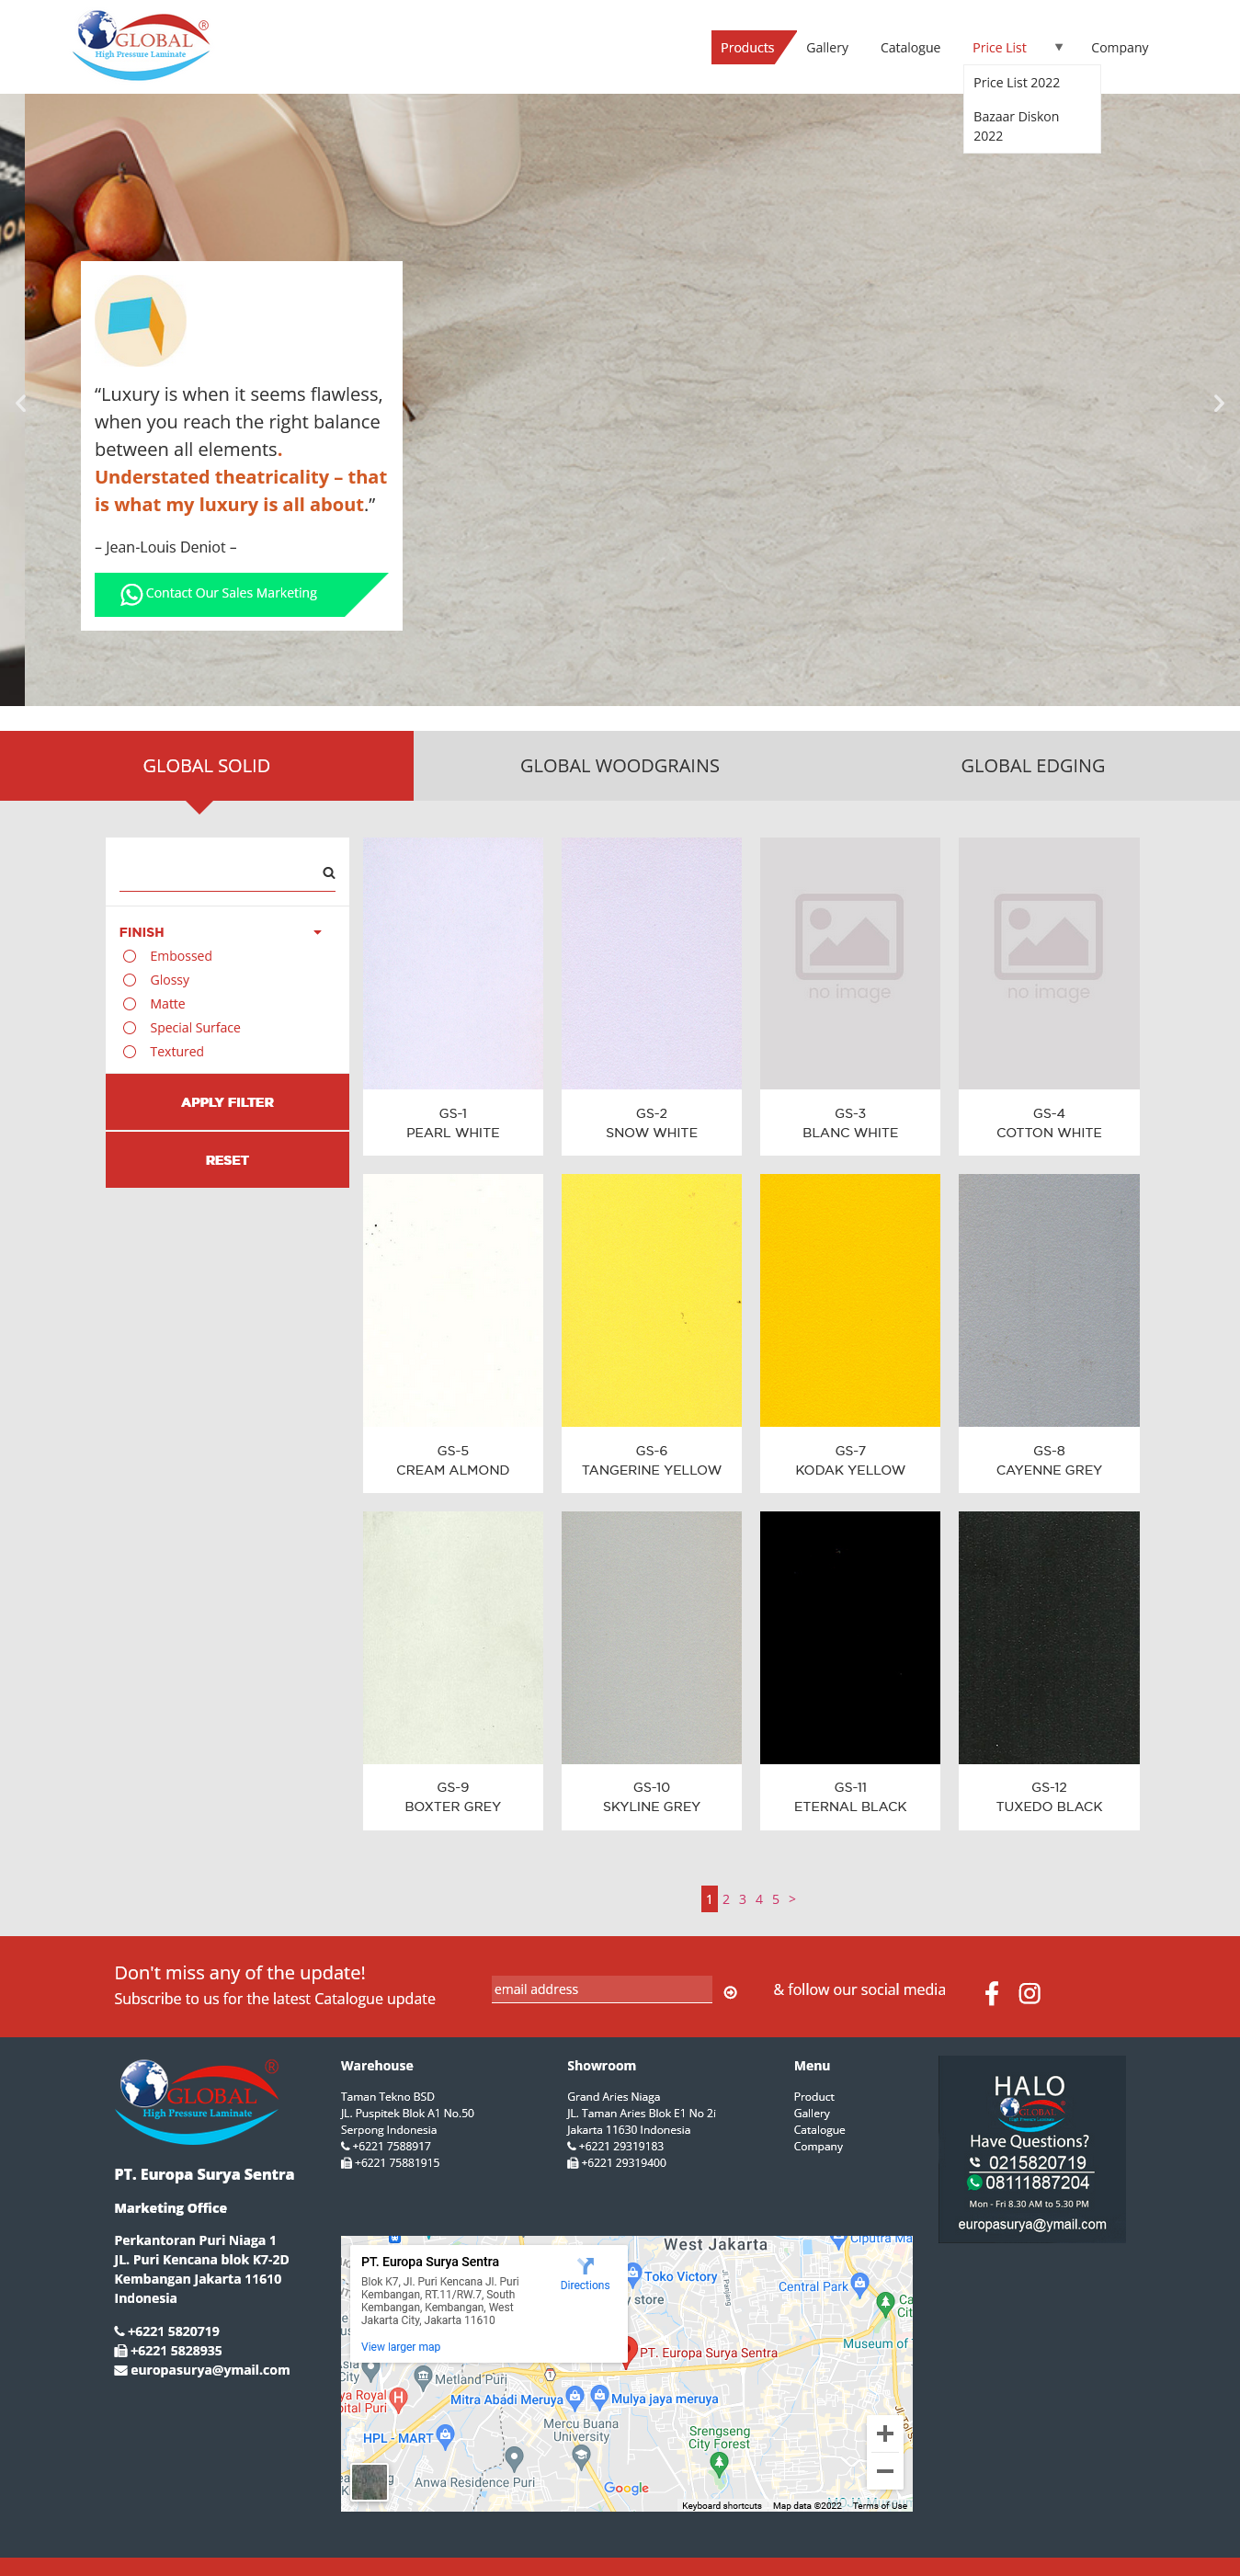 GLOBAL®
High Pressure Laminate
Products
Gallery
Catalogue
Price List ▼
Company
Price List 2022
Bazaar Diskon
2022
“Luxury is when it seems flawless,
when you reach the right balance
between all elements.
Understated theatricality – that
is what my luxury is all about.”
– Jean-Louis Deniot –
Contact Our Sales Marketing
GLOBAL SOLID
GLOBAL WOODGRAINS
GLOBAL EDGING
FINISH
Embossed
Glossy
Matte
Special Surface
Textured
APPLY FILTER
RESET
GS-1
PEARL WHITE
GS-2
SNOW WHITE
no image
GS-3
BLANC WHITE
no image
GS-4
COTTON WHITE
GS-5
CREAM ALMOND
GS-6
TANGERINE YELLOW
GS-7
KODAK YELLOW
GS-8
CAYENNE GREY
GS-9
BOXTER GREY
GS-10
SKYLINE GREY
GS-11
ETERNAL BLACK
GS-12
TUXEDO BLACK
1 2 3 4 5 >
Don't miss any of the update!
Subscribe to us for the latest Catalogue update
email address
& follow our social media
GLOBAL®
High Pressure Laminate
PT. Europa Surya Sentra
Marketing Office
Perkantoran Puri Niaga 1
JL. Puri Kencana blok K7-2D
Kembangan Jakarta 11610
Indonesia
+6221 5820719
+6221 5828935
europasurya@ymail.com
Warehouse
Taman Tekno BSD
JL. Puspitek Blok A1 No.50
Serpong Indonesia
+6221 7588917
+6221 75881915
Showroom
Grand Aries Niaga
JL. Taman Aries Blok E1 No 2i
Jakarta 11630 Indonesia
+6221 29319183
+6221 29319400
Menu
Product
Gallery
Catalogue
Company
HALO
GLOBAL
Have Questions?
0215820719
08111887204
Mon - Fri 8.30 AM to 5.30 PM
europasurya@ymail.com
PT. Europa Surya Sentra
Blok K7, Jl. Puri Kencana Jl. Puri
Kembangan, RT.11/RW.7, South
Kembangan, Kembangan, West
Jakarta City, Jakarta 11610
Directions
View larger map
West Jakarta
Ciputra Ma
Toko Victory
y store
Jl. Panjang
Central Park
Museum of
PT. Europa Surya Sentra
City
Metland Puri
ya Royal
pital Puri
Mitra Abadi Meruya
Mulya jaya meruya
HPL - MART
Mercu Buana
University
Srengseng
City Forest
Anwa Residence Puri
Google
Keyboard shortcuts
Map data ©2022
Terms of Use